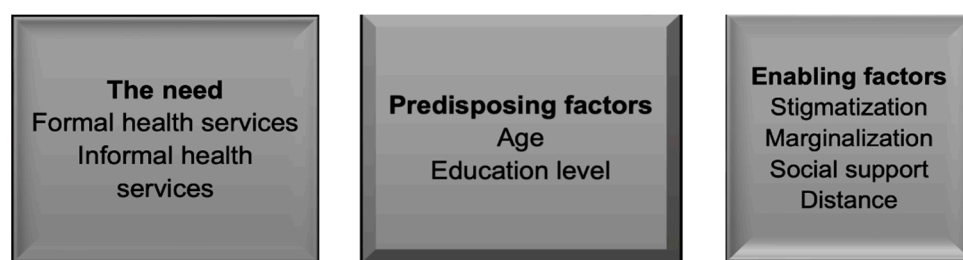 The need
Formal health services
Informal health
services
Predisposing factors
Age
Education level
Enabling factors
Stigmatization
Marginalization
Social support
Distance